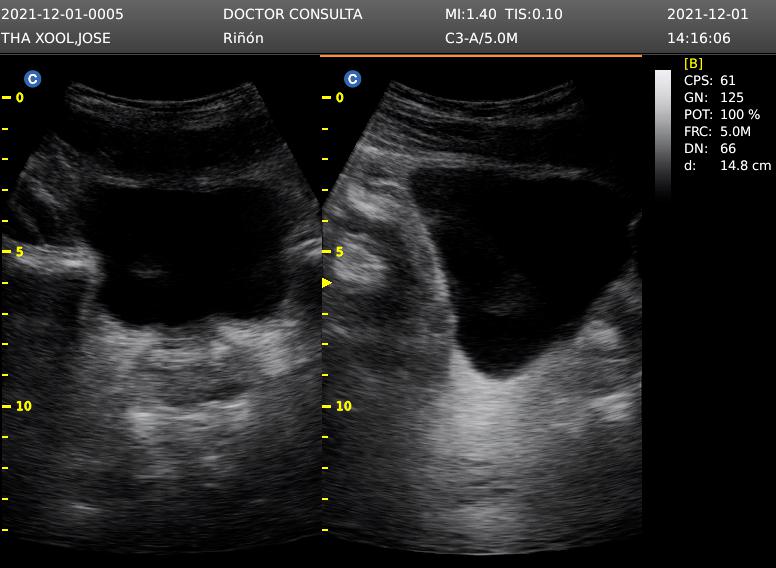 2021-12-01-0005 DOCTOR CONSULTA MI:1.40 TIS:0.10 2021-12-01
THA XOOL,JOSE Riñón C3-A/5.0M 14:16:06
[B]
C C CPS: 61
0 0 GN: 125
POT: 100 %
FRC: 5.0M
DN: 66
d: 14.8 cm
5 5
10 10